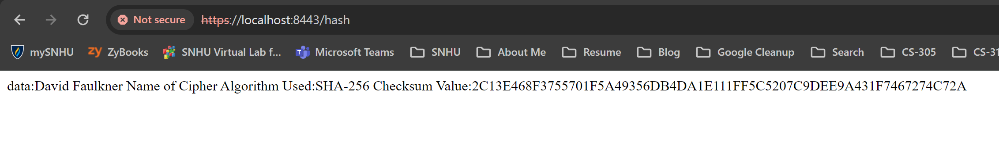 Not secure https://localhost:8443/hash
mySNHU ZyBooks SNHU Virtual Lab f... Microsoft Teams SNHU About Me Resume Blog Google Cleanup Search CS-305 CS-31
data:David Faulkner Name of Cipher Algorithm Used:SHA-256 Checksum Value:2C13E468F3755701F5A49356DB4DA1E111FF5C5207C9DEE9A431F7467274C72A